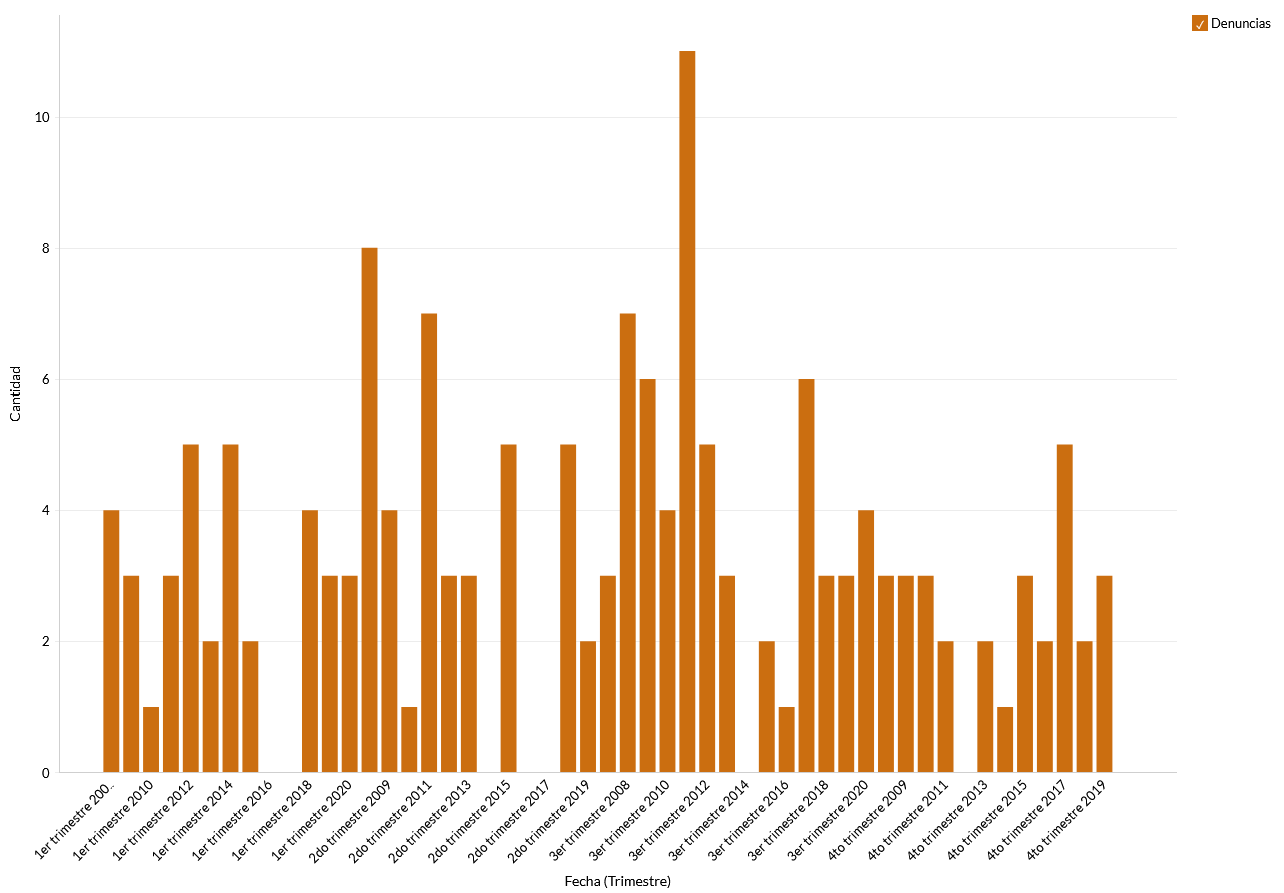 Denuncias
10
8
6
4
2
0
Cantidad
1er trimestre 200..
1er trimestre 2010
1er trimestre 2012
1er trimestre 2014
1er trimestre 2016
1er trimestre 2018
1er trimestre 2020
2do trimestre 2009
2do trimestre 2011
2do trimestre 2013
2do trimestre 2015
2do trimestre 2017
2do trimestre 2019
3er trimestre 2008
3er trimestre 2010
3er trimestre 2012
3er trimestre 2014
3er trimestre 2016
3er trimestre 2018
3er trimestre 2020
4to trimestre 2009
4to trimestre 2011
4to trimestre 2013
4to trimestre 2015
4to trimestre 2017
4to trimestre 2019
Fecha (Trimestre)